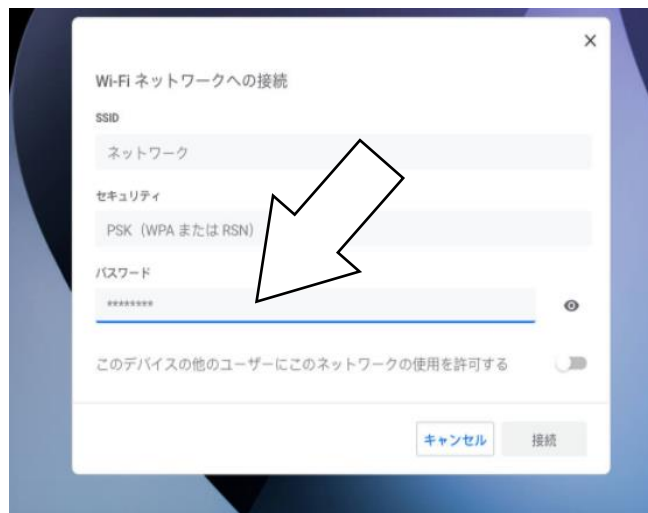 Wi-Fi ネットワークへの接続
SSID
ネットワーク
セキュリティ
PSK（WPA または RSN）
パスワード
********
このデバイスの他のユーザーにこのネットワークの使用を許可する
キャンセル
接続